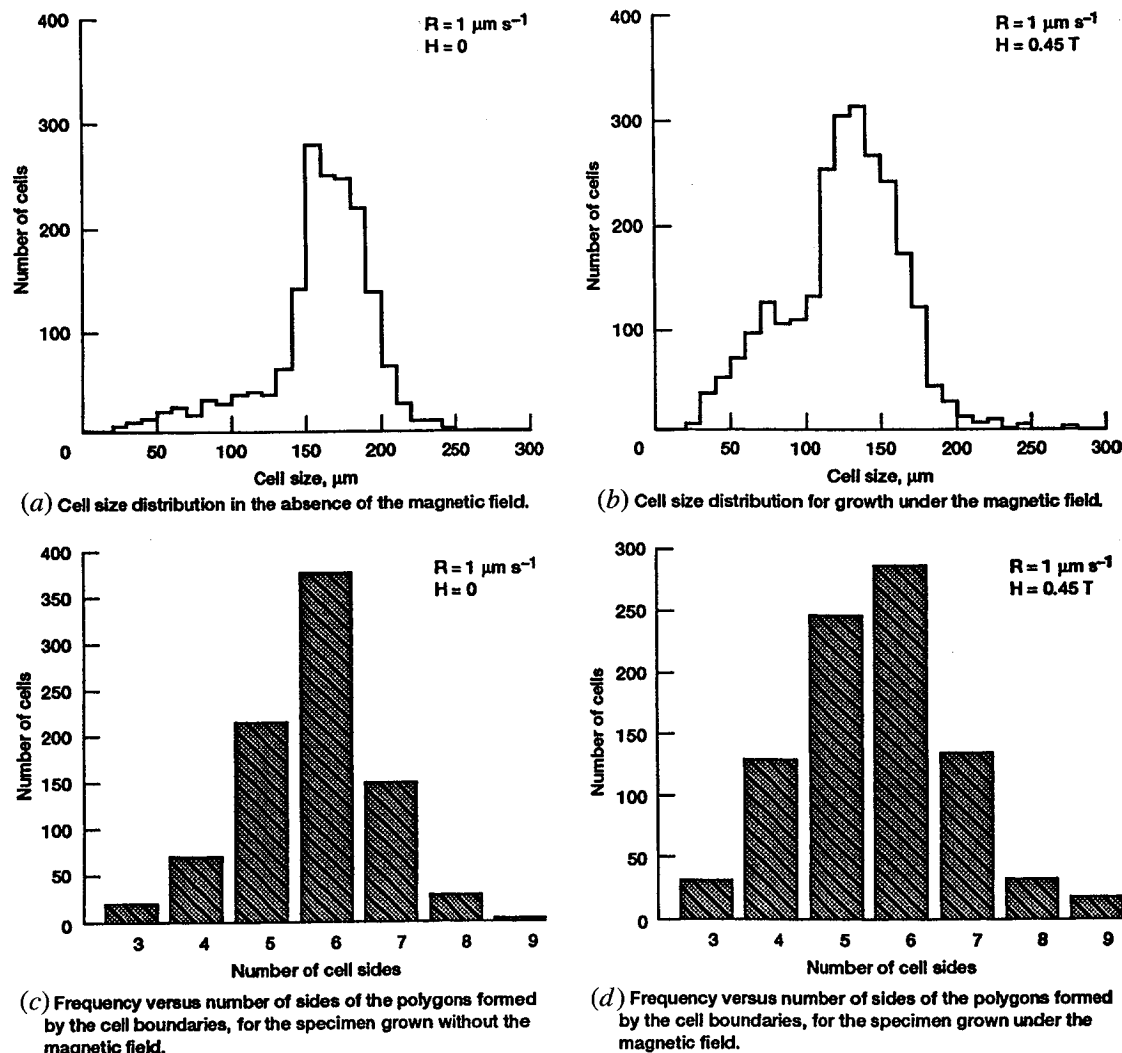 400
300
200
100
0
50
100
150
200
250
300
Number of cells
Cell size, μm
R = 1 μm s⁻¹
H = 0
(a) Cell size distribution in the absence of the magnetic field.
400
300
200
100
0
50
100
150
200
250
300
Number of cells
Cell size, μm
R = 1 μm s⁻¹
H = 0.45 T
(b) Cell size distribution for growth under the magnetic field.
400
350
300
250
200
150
100
50
0
3
4
5
6
7
8
9
Number of cells
Number of cell sides
R = 1 μm s⁻¹
H = 0
(c) Frequency versus number of sides of the polygons formed
by the cell boundaries, for the specimen grown without the
magnetic field.
300
250
200
150
100
50
0
3
4
5
6
7
8
9
Number of cells
Number of cell sides
R = 1 μm s⁻¹
H = 0.45 T
(d) Frequency versus number of sides of the polygons formed
by the cell boundaries, for the specimen grown under the
magnetic field.